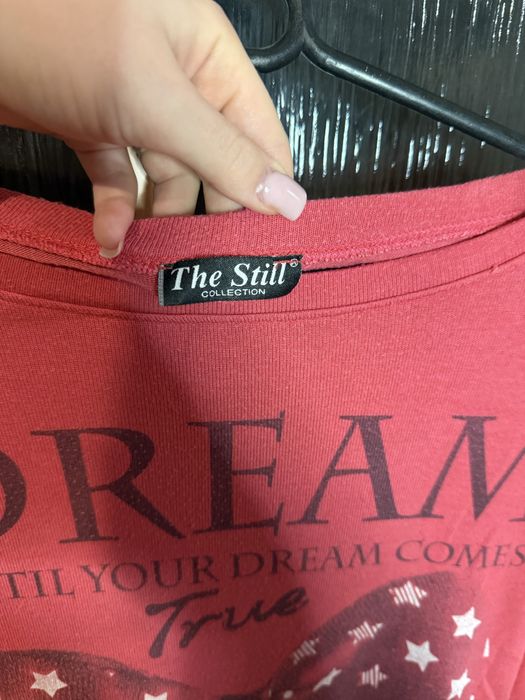 The Still®
COLLECTION
DREAM
TIL YOUR DREAM COMES
True